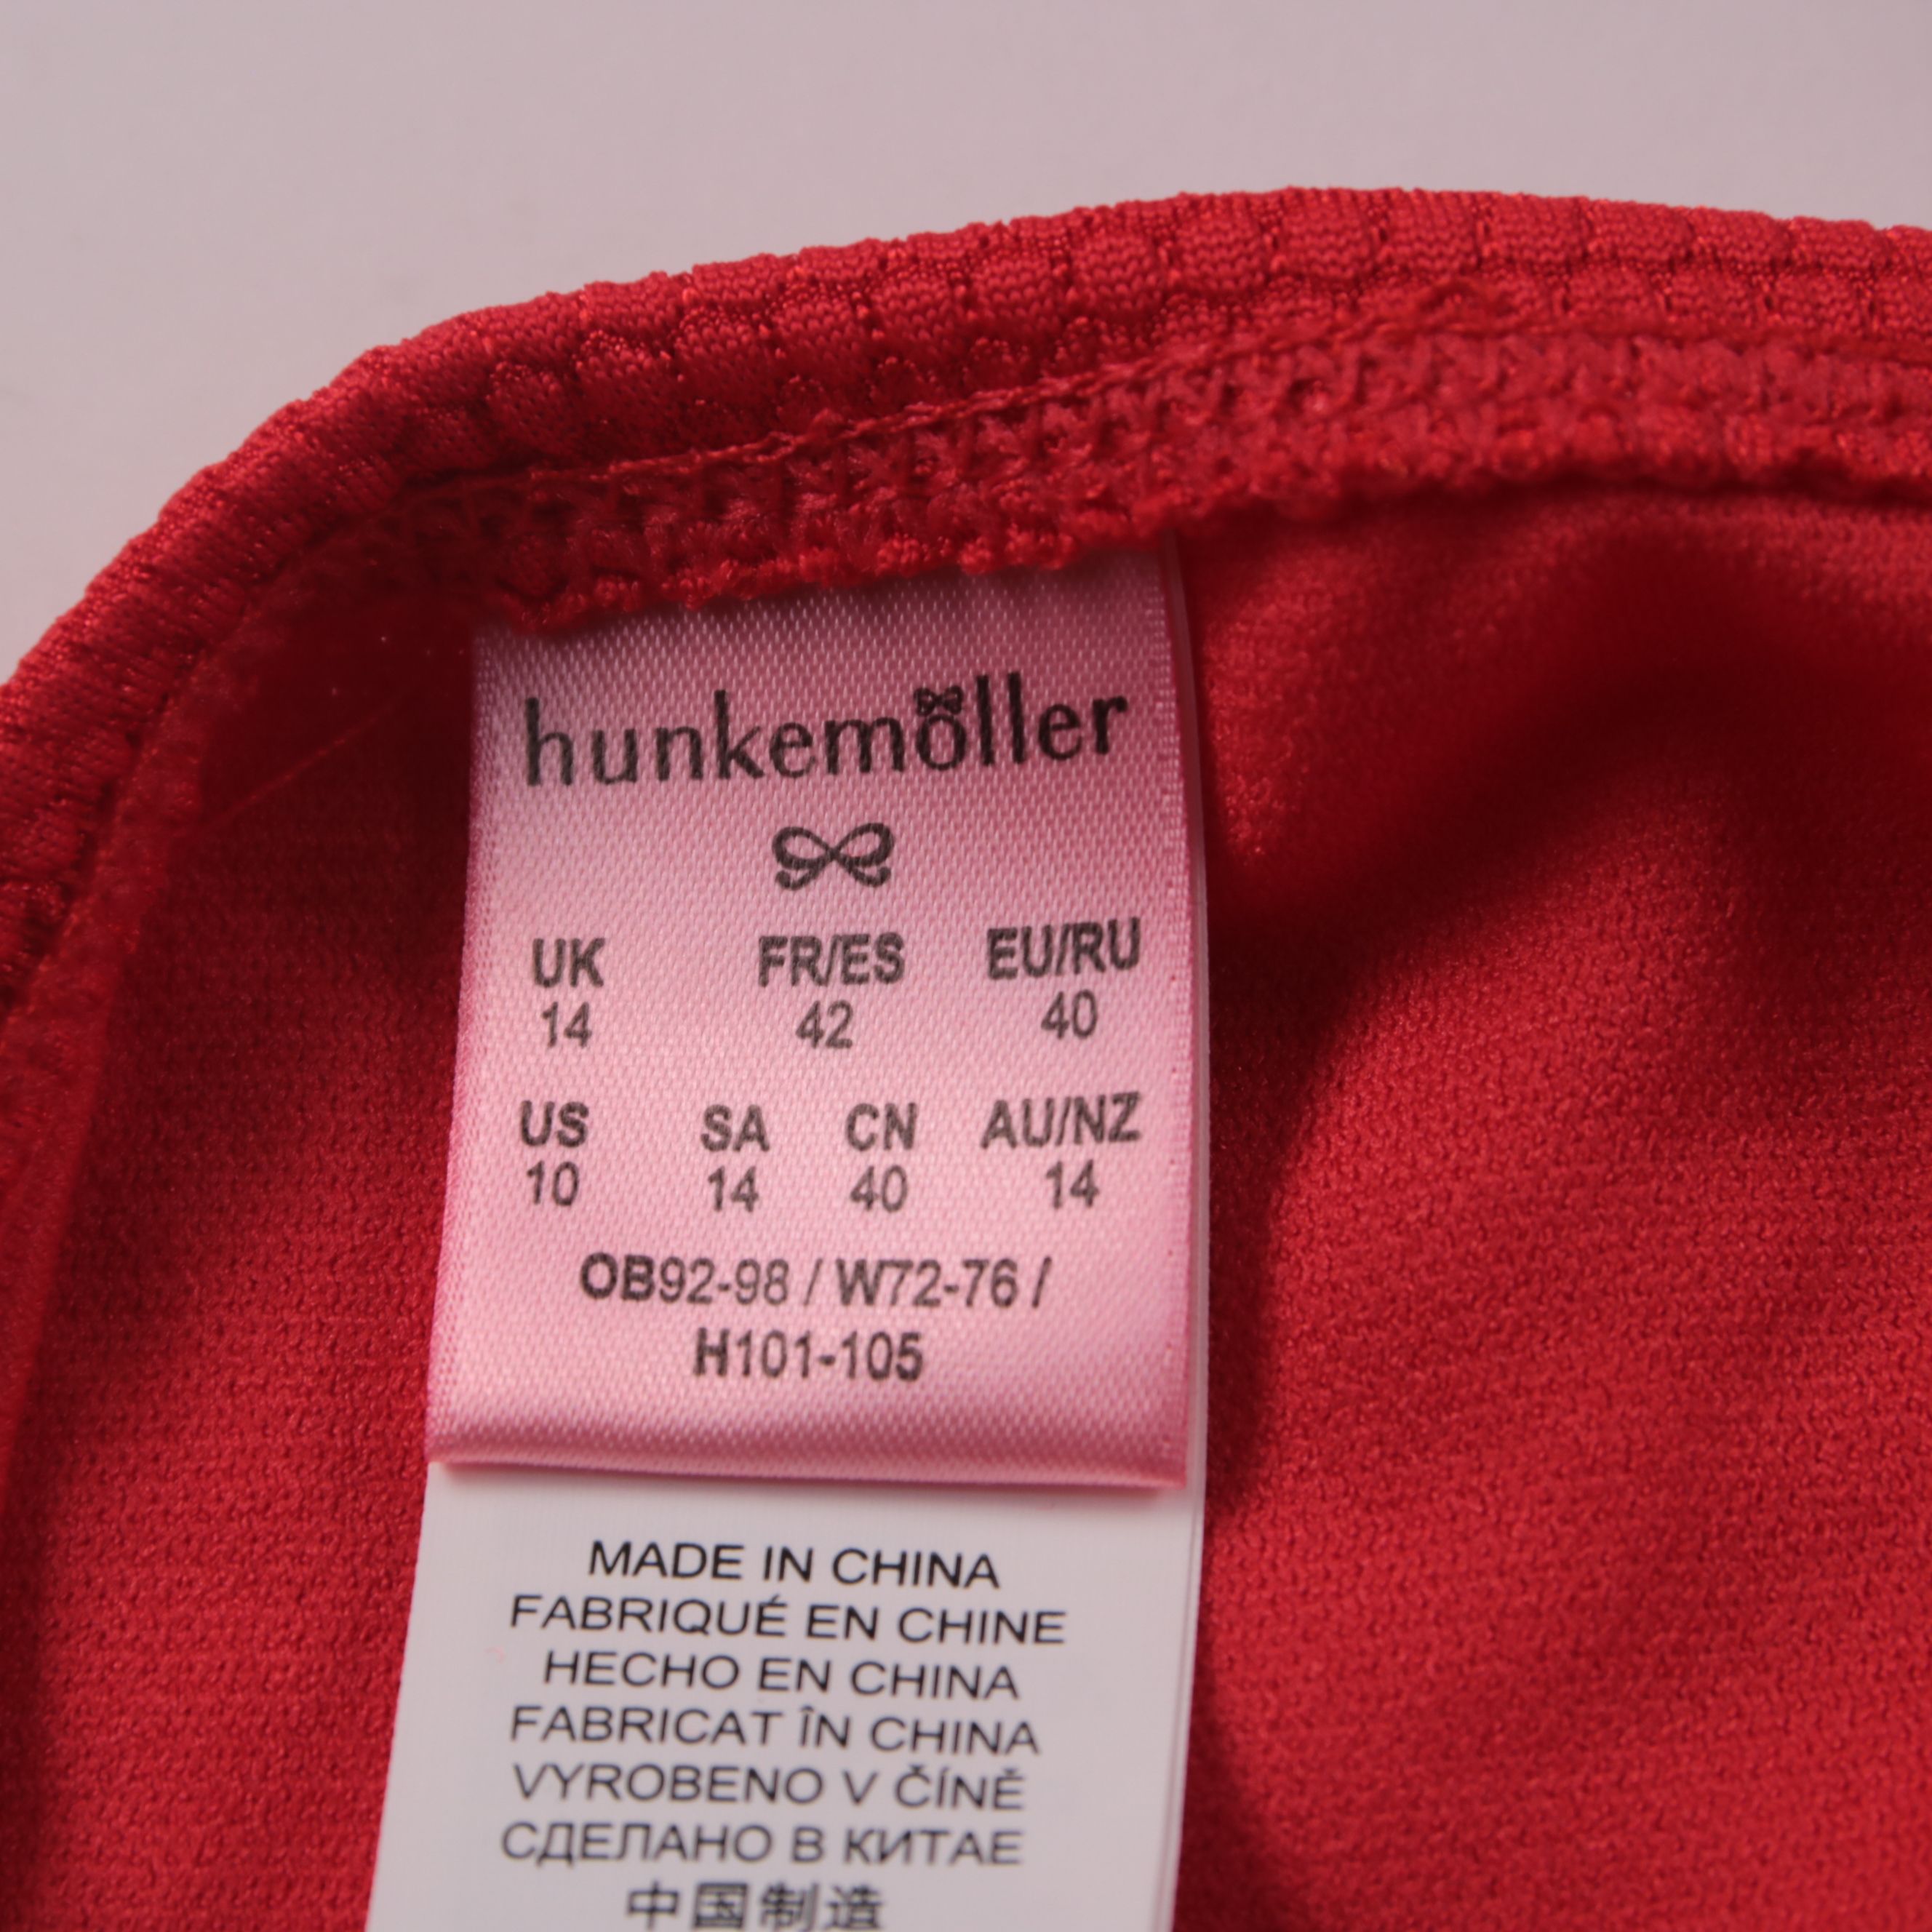 hunkemöller
UK FR/ES EU/RU
14 42 40
US SA CN AU/NZ
10 14 40 14
OB92-98 / W72-76 /
H101-105
MADE IN CHINA
FABRIQUÉ EN CHINE
HECHO EN CHINA
FABRICAT ÎN CHINA
VYROBENO V ČÍNĚ
СДЕЛАНО В КИТАЕ
中国制造